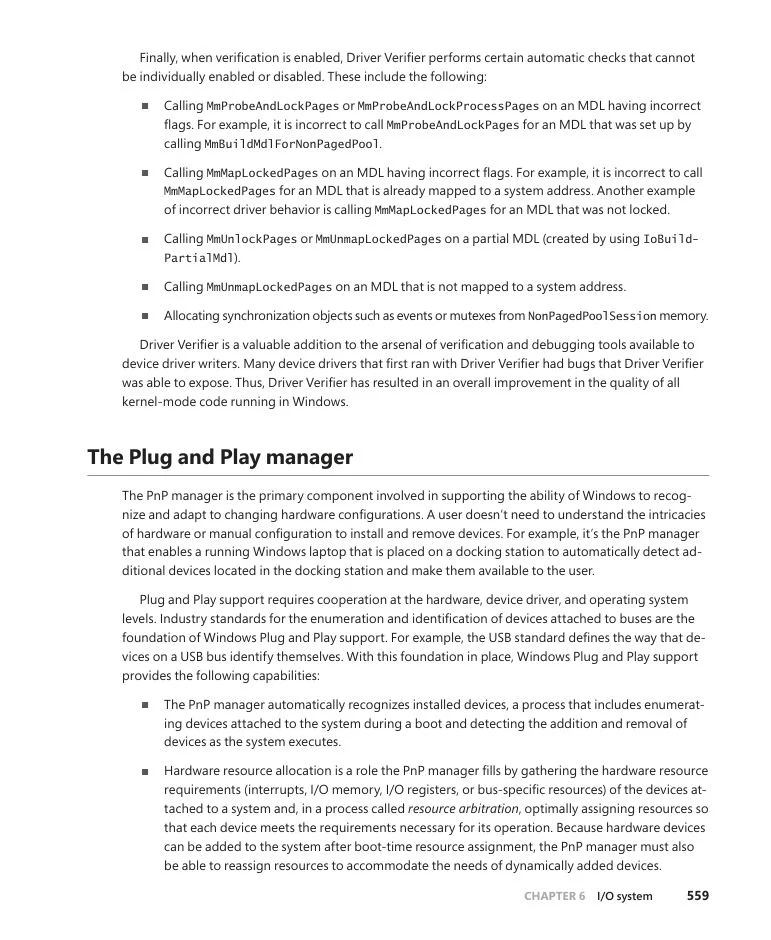 Finally, when verification is enabled, Driver Verifier performs certain automatic checks that cannot
be individually enabled or disabled. These include the following:
■ Calling MmProbeAndLockPages or MmProbeAndLockProcessPages on an MDL having incorrect
flags. For example, it is incorrect to call MmProbeAndLockPages for an MDL that was set up by
calling MmBuildMdlForNonPagedPool.
■ Calling MmMapLockedPages on an MDL having incorrect flags. For example, it is incorrect to call
MmMapLockedPages for an MDL that is already mapped to a system address. Another example
of incorrect driver behavior is calling MmMapLockedPages for an MDL that was not locked.
■ Calling MmUnlockPages or MmUnmapLockedPages on a partial MDL (created by using IoBuild-
PartialMdl).
■ Calling MmUnmapLockedPages on an MDL that is not mapped to a system address.
■ Allocating synchronization objects such as events or mutexes from NonPagedPoolSession memory.
Driver Verifier is a valuable addition to the arsenal of verification and debugging tools available to
device driver writers. Many device drivers that first ran with Driver Verifier had bugs that Driver Verifier
was able to expose. Thus, Driver Verifier has resulted in an overall improvement in the quality of all
kernel-mode code running in Windows.
The Plug and Play manager
The PnP manager is the primary component involved in supporting the ability of Windows to recog-
nize and adapt to changing hardware configurations. A user doesn't need to understand the intricacies
of hardware or manual configuration to install and remove devices. For example, it's the PnP manager
that enables a running Windows laptop that is placed on a docking station to automatically detect ad-
ditional devices located in the docking station and make them available to the user.
Plug and Play support requires cooperation at the hardware, device driver, and operating system
levels. Industry standards for the enumeration and identification of devices attached to buses are the
foundation of Windows Plug and Play support. For example, the USB standard defines the way that de-
vices on a USB bus identify themselves. With this foundation in place, Windows Plug and Play support
provides the following capabilities:
■ The PnP manager automatically recognizes installed devices, a process that includes enumerat-
ing devices attached to the system during a boot and detecting the addition and removal of
devices as the system executes.
■ Hardware resource allocation is a role the PnP manager fills by gathering the hardware resource
requirements (interrupts, I/O memory, I/O registers, or bus-specific resources) of the devices at-
tached to a system and, in a process called resource arbitration, optimally assigning resources so
that each device meets the requirements necessary for its operation. Because hardware devices
can be added to the system after boot-time resource assignment, the PnP manager must also
be able to reassign resources to accommodate the needs of dynamically added devices.
CHAPTER 6 I/O system 559